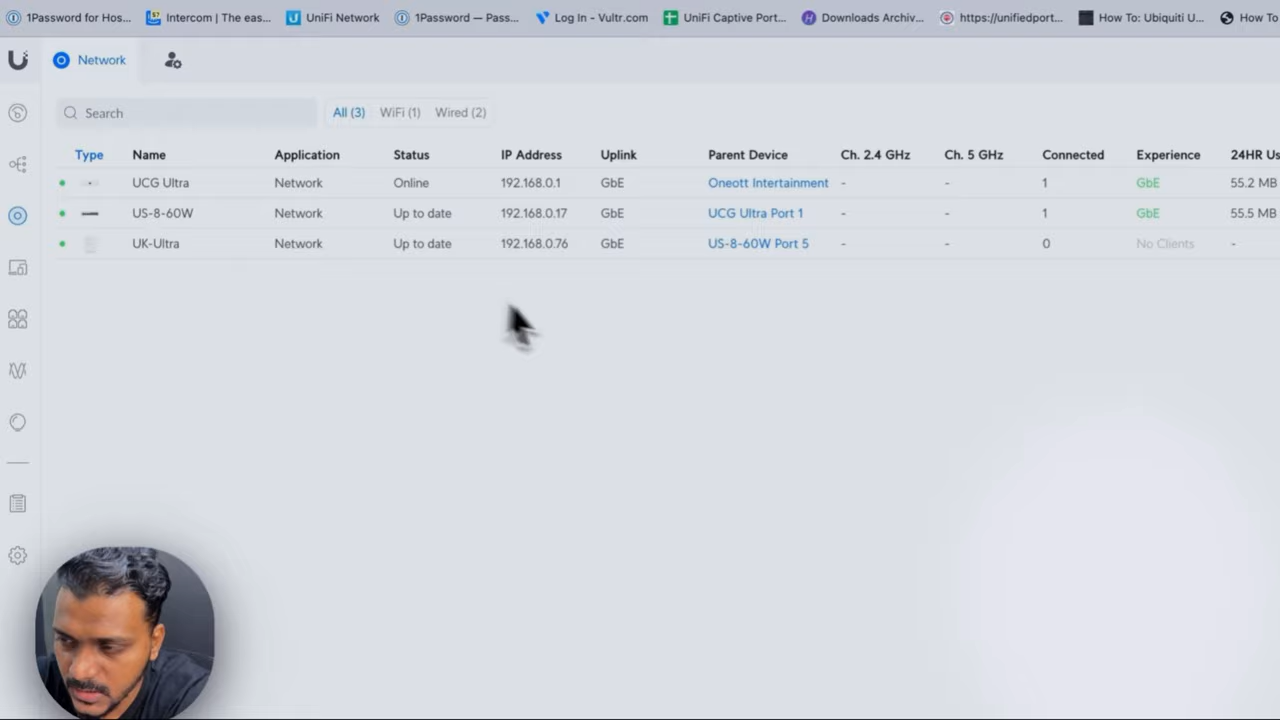 1Password for Hos... Intercom | The eas... UniFi Network 1Password — Pass... Log In - Vultr.com UniFi Captive Port... Downloads Archiv... https://unifiedport... How To: Ubiquiti U... How To
Network
Search All (3) WiFi (1) Wired (2)
Type Name Application Status IP Address Uplink Parent Device Ch. 2.4 GHz Ch. 5 GHz Connected Experience 24HR Us
UCG Ultra Network Online 192.168.0.1 GbE Oneott Intertainment - - 1 GbE 55.2 MB
US-8-60W Network Up to date 192.168.0.17 GbE UCG Ultra Port 1 - - 1 GbE 55.5 MB
UK-Ultra Network Up to date 192.168.0.76 GbE US-8-60W Port 5 - - 0 No Clients -